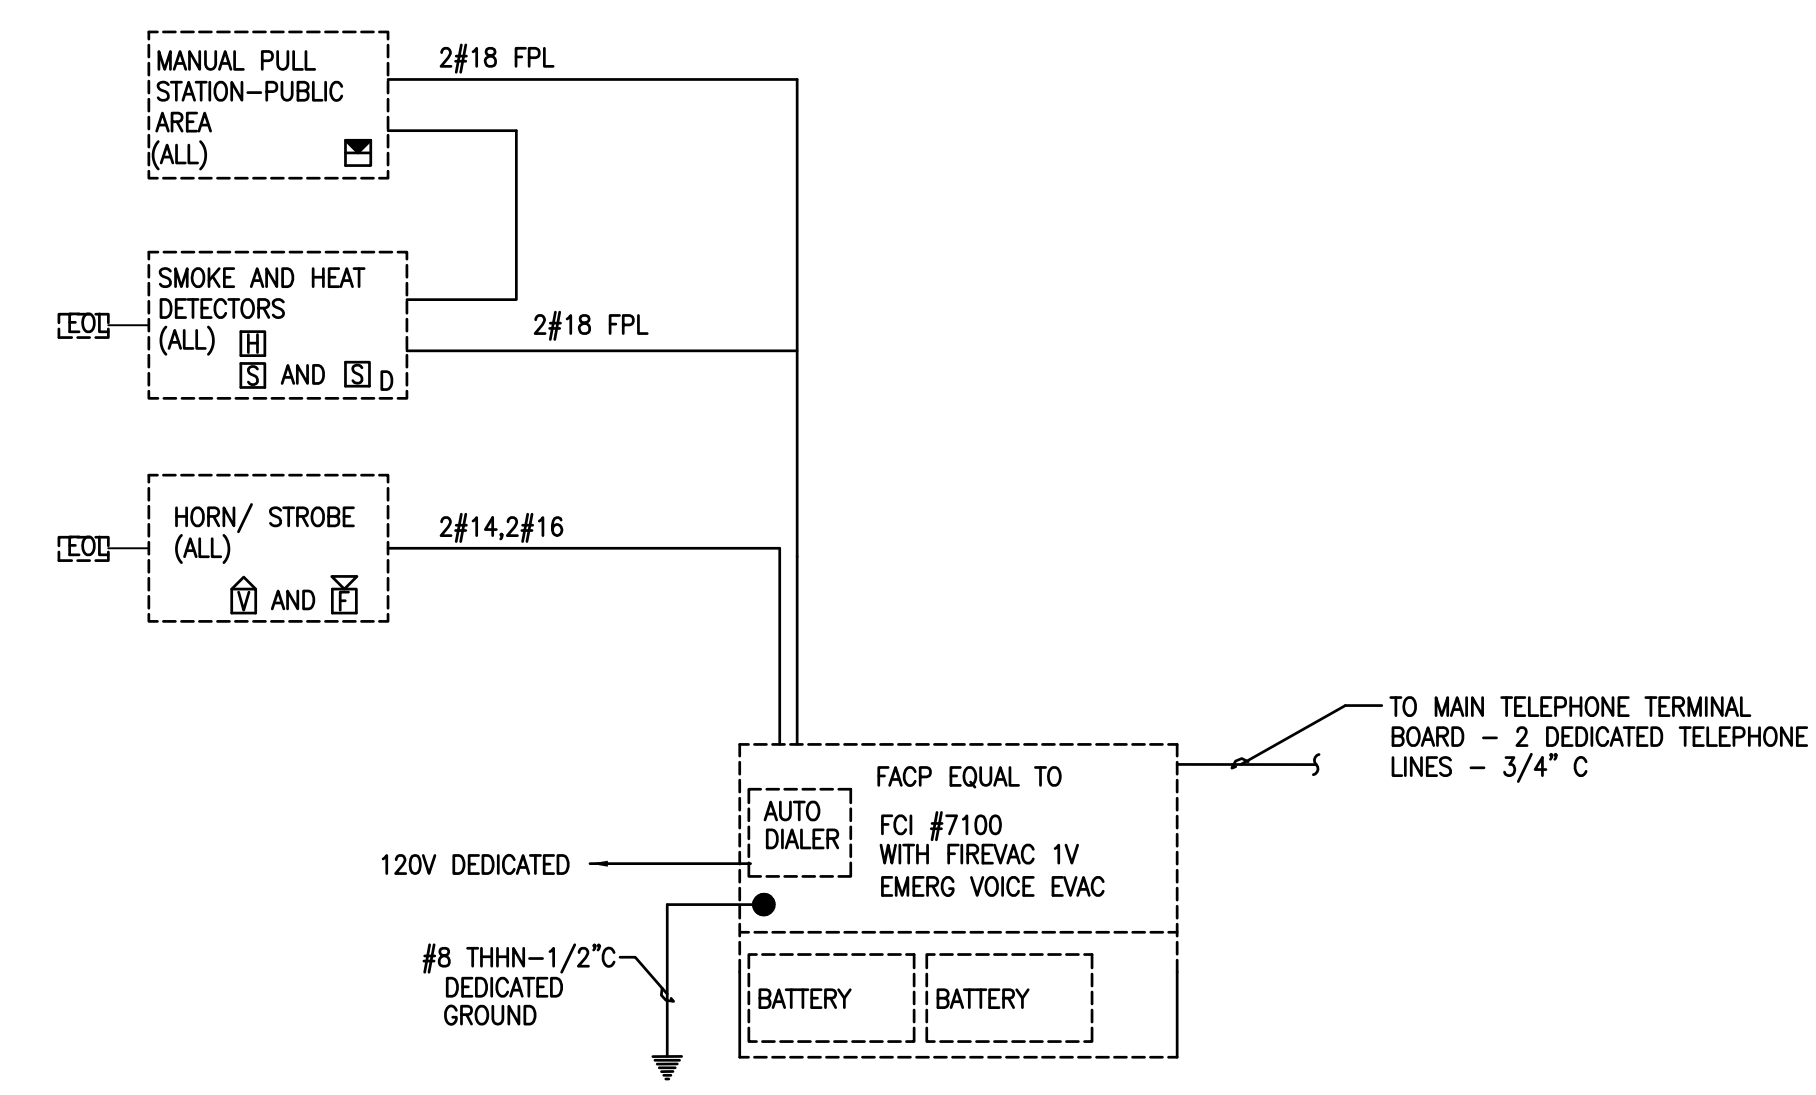 MANUAL PULL
STATION-PUBLIC
AREA
(ALL)
2#18 FPL
SMOKE AND HEAT
DETECTORS
(ALL) H
S AND S D
EOL
2#18 FPL
HORN/ STROBE
(ALL)
V AND F
EOL
2#14,2#16
TO MAIN TELEPHONE TERMINAL
BOARD - 2 DEDICATED TELEPHONE
LINES - 3/4" C
FACP EQUAL TO
FCI #7100
WITH FIREVAC 1V
EMERG VOICE EVAC
AUTO
DIALER
120V DEDICATED
#8 THHN-1/2"C
DEDICATED
GROUND
BATTERY
BATTERY